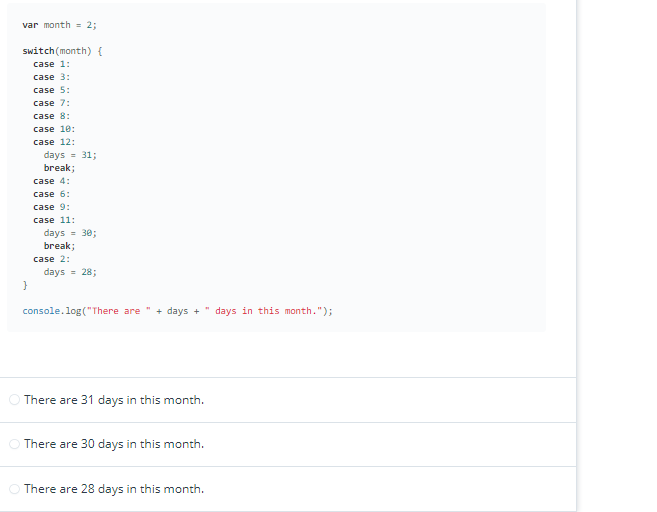 var month = 2;
switch(month) {
case 1:
case 3:
case 5:
case 7:
case 8:
case 10:
case 12:
days = 31;
break;
case 4:
case 6:
case 9:
case 11:
days = 30;
break;
case 2:
days = 28;
}
console.log("There are " + days + " days in this month.");
There are 31 days in this month.
There are 30 days in this month.
There are 28 days in this month.